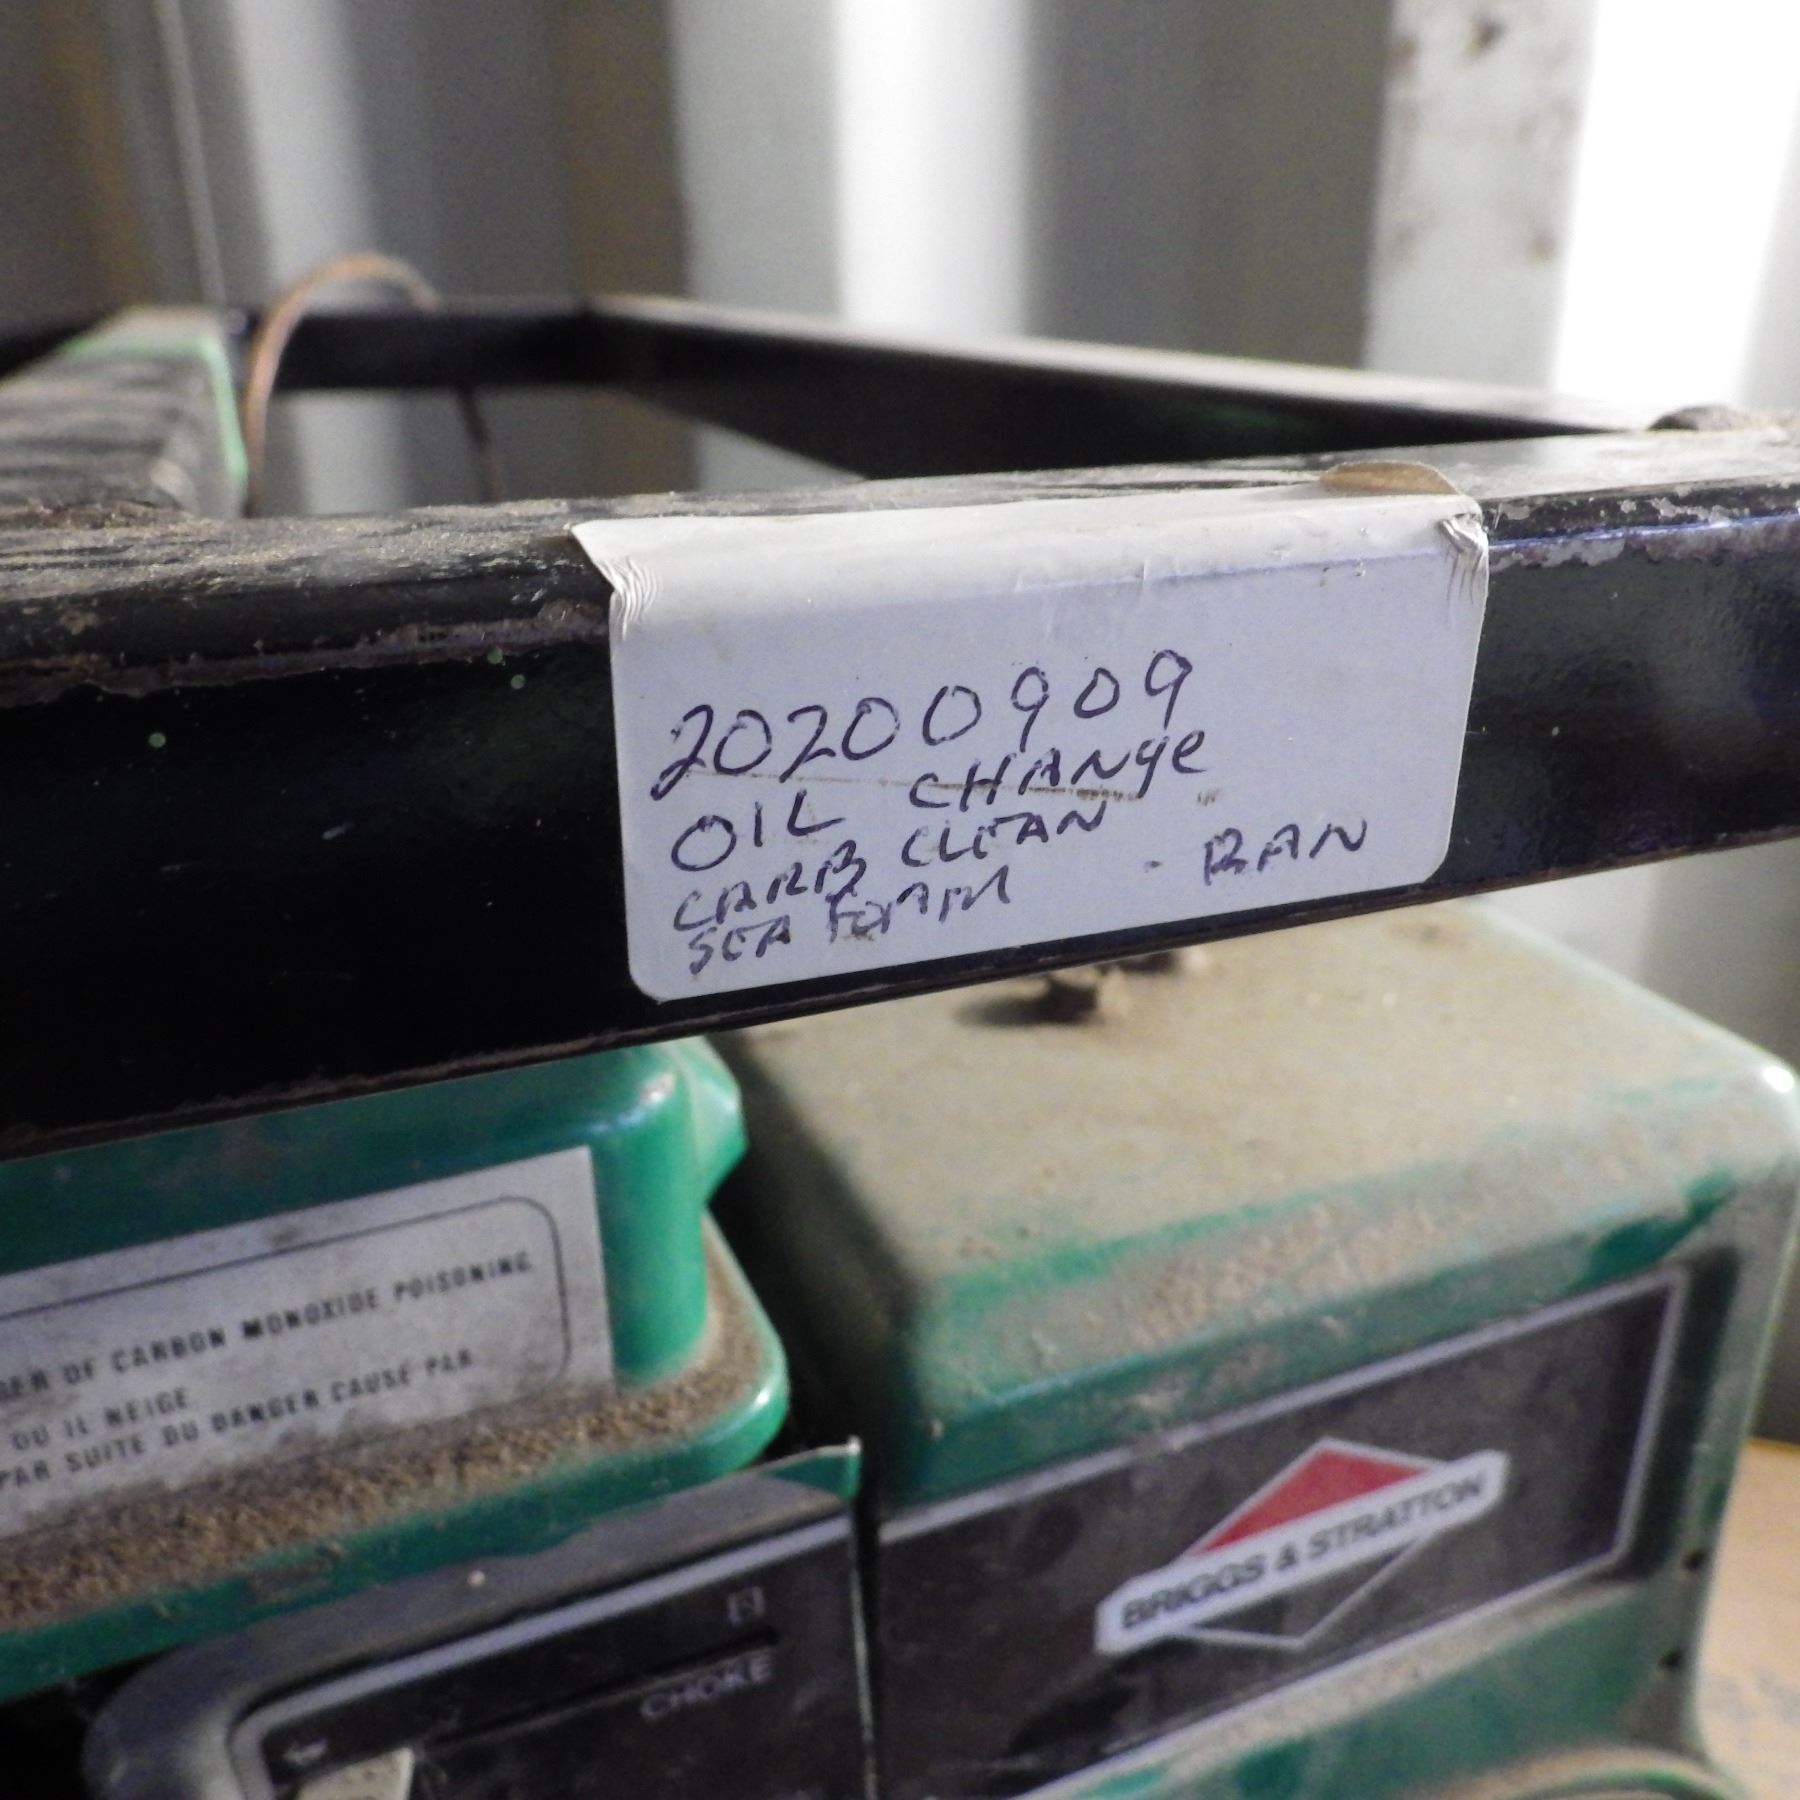 20200909
OIL CHANGE
CARB CLEAN
SEA FOAM - RAN
OF CARBON MONOXIDE POISONING
OU IL NEIGE
PAR SUITE DU DANGER CAUSE PAR
CHOKE
BRIGGS & STRATTON